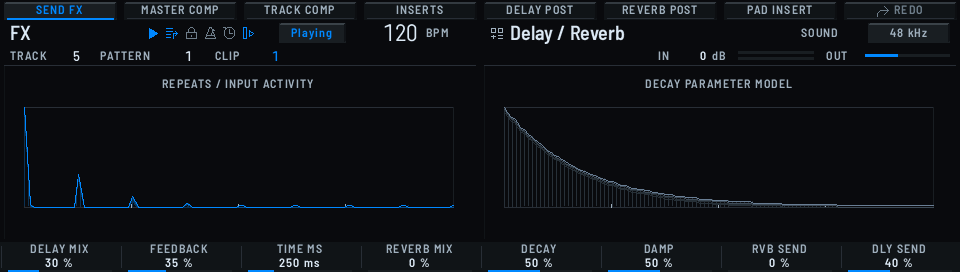 SEND FX MASTER COMP TRACK COMP INSERTS DELAY POST REVERB POST PAD INSERT REDO
FX Playing 120 BPM Delay / Reverb SOUND 48 kHz
TRACK 5 PATTERN 1 CLIP 1 IN 0 dB OUT
REPEATS / INPUT ACTIVITY DECAY PARAMETER MODEL
DELAY MIX FEEDBACK TIME MS REVERB MIX DECAY DAMP RVB SEND DLY SEND
30 % 35 % 250 ms 0 % 50 % 50 % 0 % 40 %